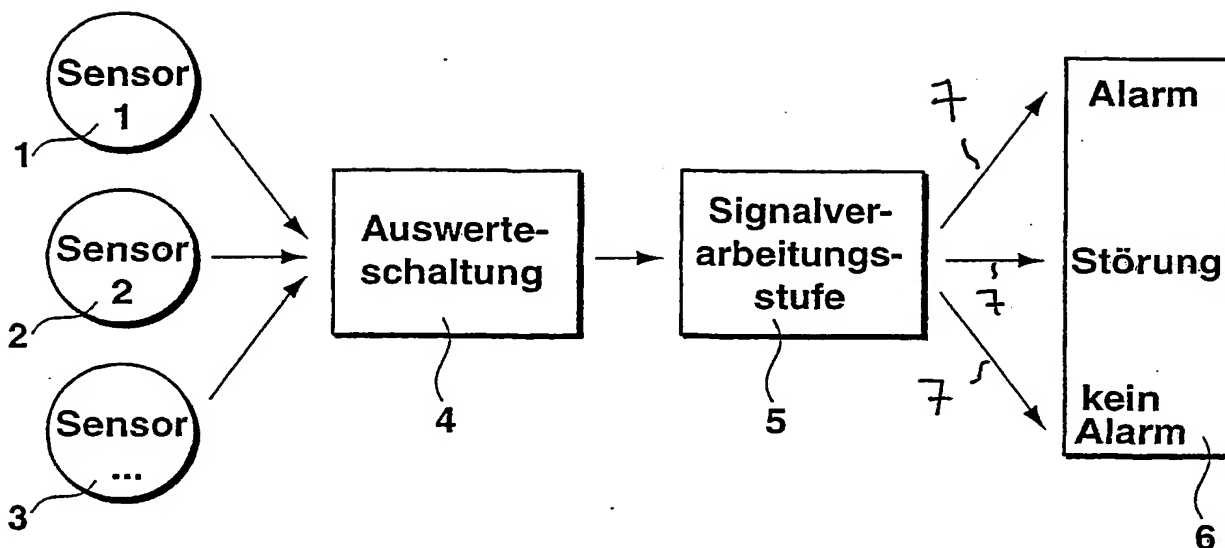 Sensor
1
1
Sensor
2
2
Sensor
...
3
Auswerte-
schaltung
4
Signalver-
arbeitungs-
stufe
5
7
7
7
Alarm
Störung
kein
Alarm
6